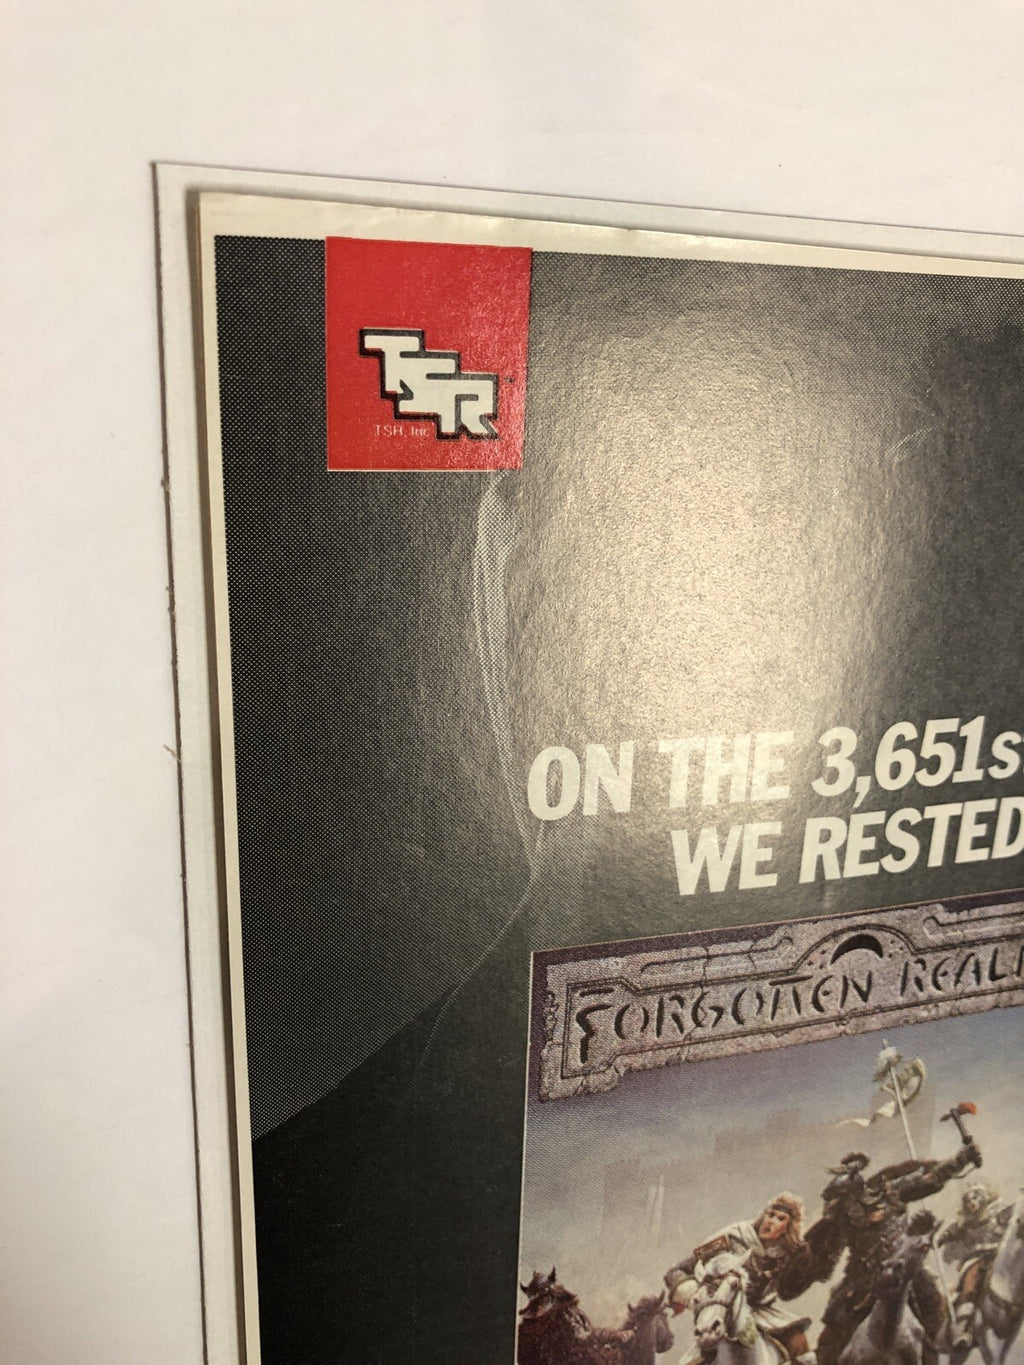 TSR
TSR, Inc
ON THE 3,651st
WE RESTED
FORGOTTEN REAL